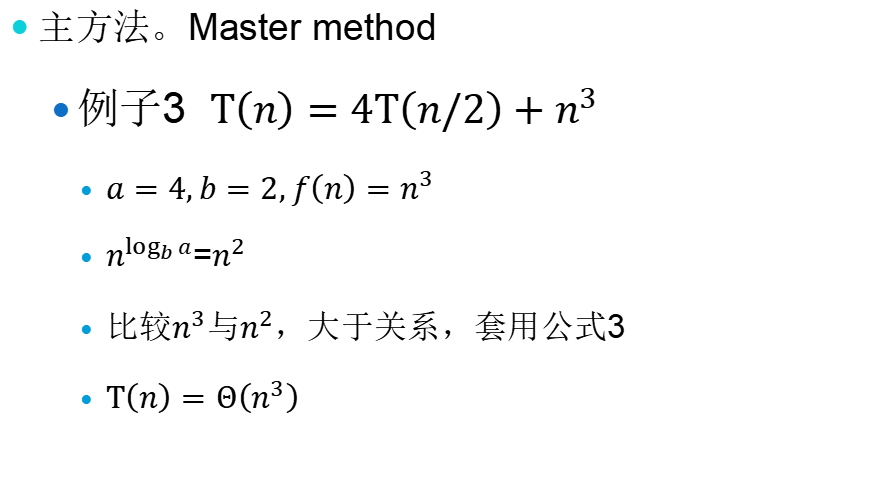 主方法。Master method
例子3 T(n) = 4T(n/2) + n³
a = 4, b = 2, f(n) = n³
n^{log_b a}=n²
比较n³与n²，大于关系，套用公式3
T(n) = Θ(n³)